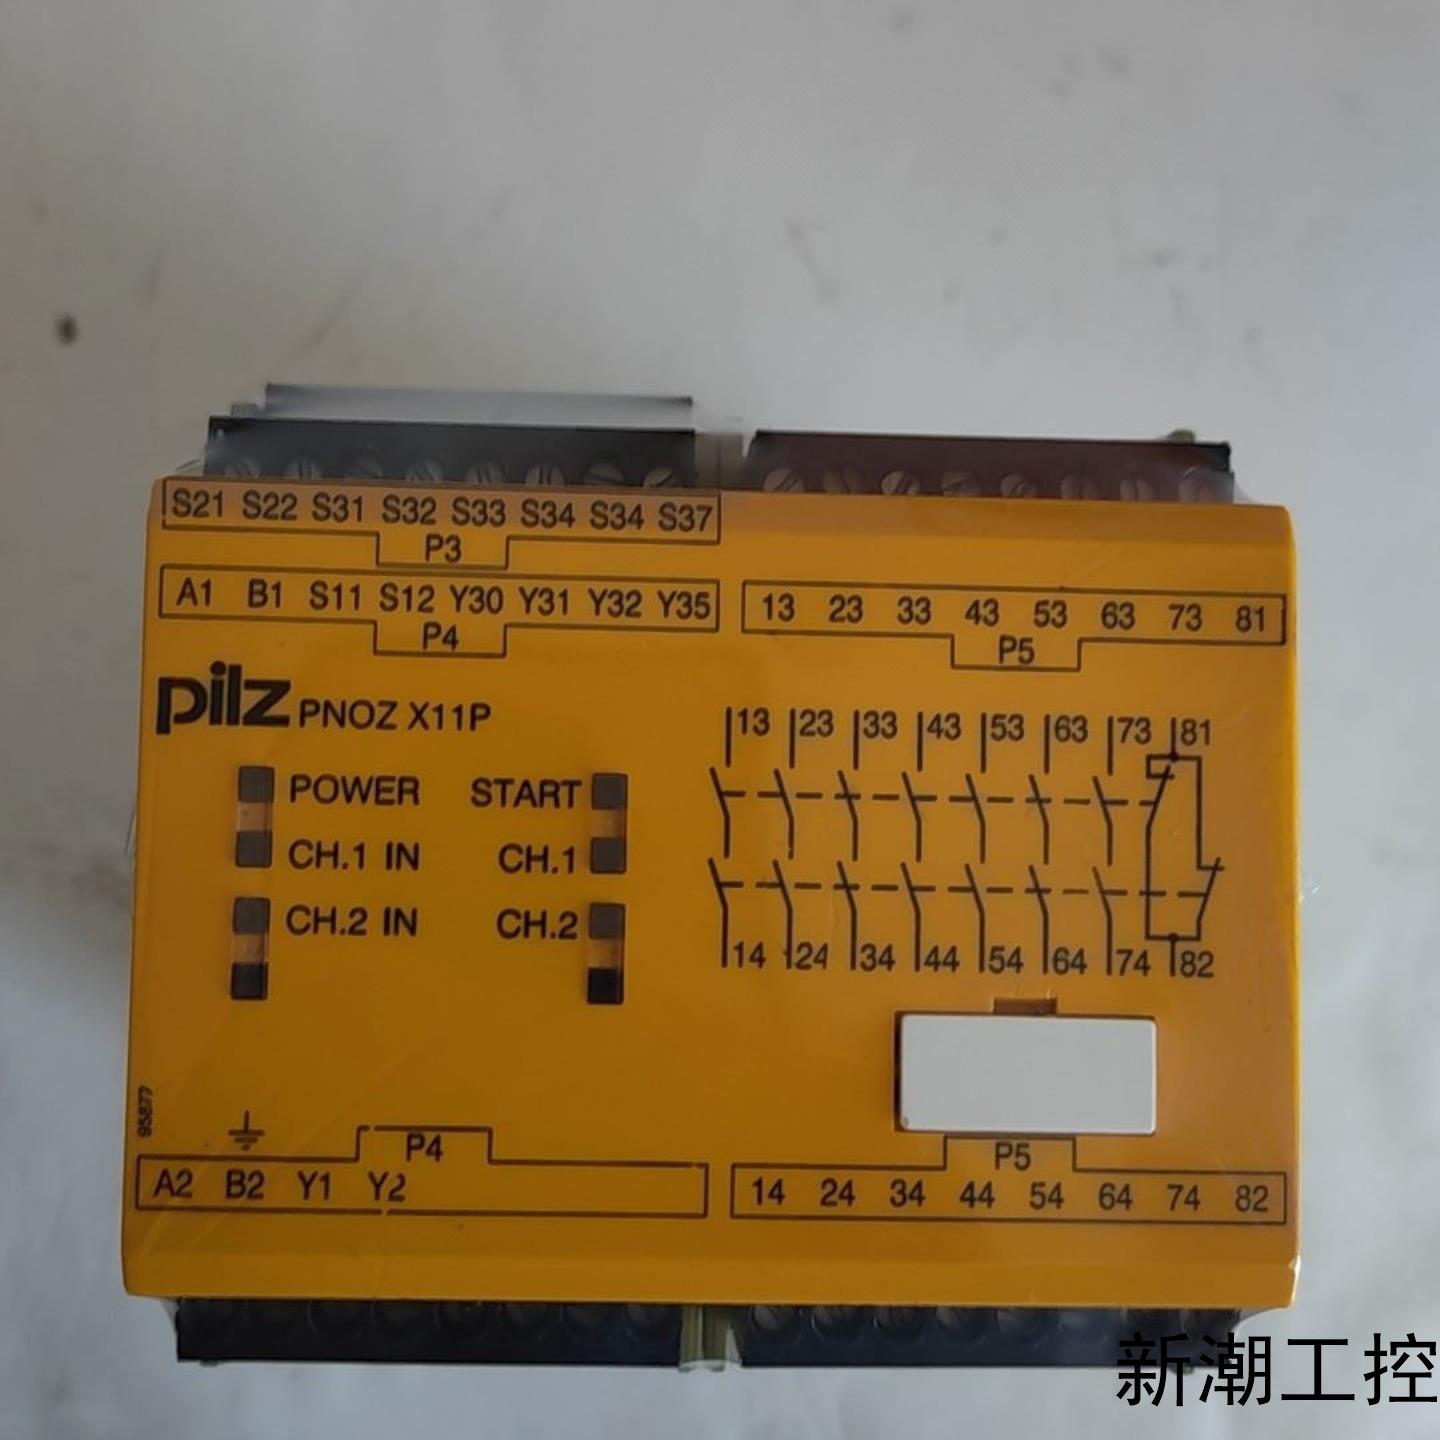 S21 S22 S31 S32 S33 S34 S34 S37
P3
A1 B1 S11 S12 Y30 Y31 Y32 Y35
P4
13 23 33 43 53 63 73 81
P5
pilz PNOZ X11P
POWER START
CH.1 IN CH.1
CH.2 IN CH.2
13 23 33 43 53 63 73 81
14 24 34 44 54 64 74 82
95877
P4
A2 B2 Y1 Y2
P5
14 24 34 44 54 64 74 82
新潮工控